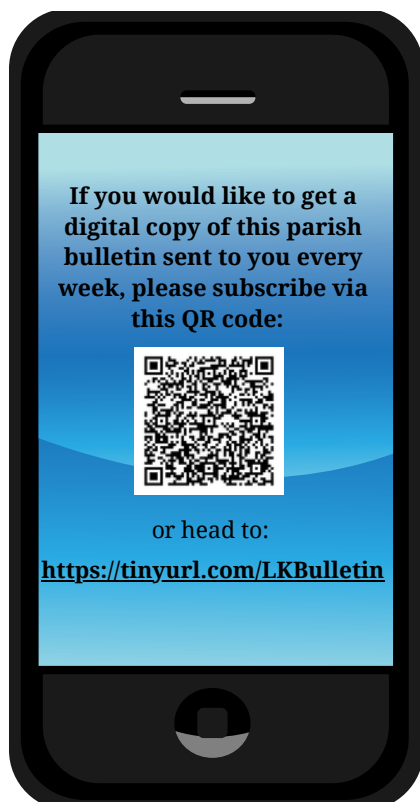 If you would like to get a
digital copy of this parish
bulletin sent to you every
week, please subscribe via
this QR code:
or head to:
https://tinyurl.com/LKBulletin